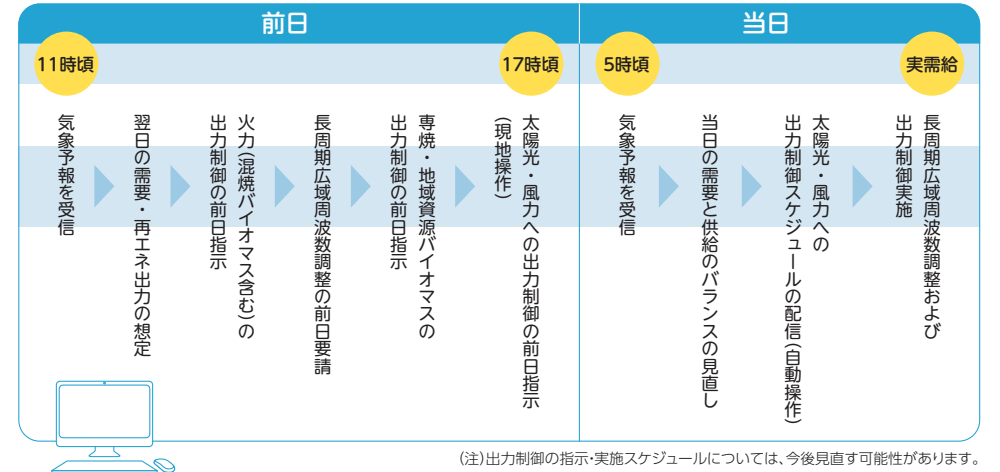 前日
当日
11時頃
17時頃
5時頃
実需給
気象予報を受信
翌日の需要・再エネ出力の想定
火力(混焼バイオマス含む)の
出力制御の前日指示
長周期広域周波数調整の前日要請
専焼・地域資源バイオマスの
出力制御の前日指示
太陽光・風力への出力制御の前日指示
(現地操作)
気象予報を受信
当日の需要と供給のバランスの見直し
太陽光・風力への
出力制御スケジュールの配信(自動操作)
長周期広域周波数調整および
出力制御実施
(注)出力制御の指示・実施スケジュールについては、今後見直す可能性があります。